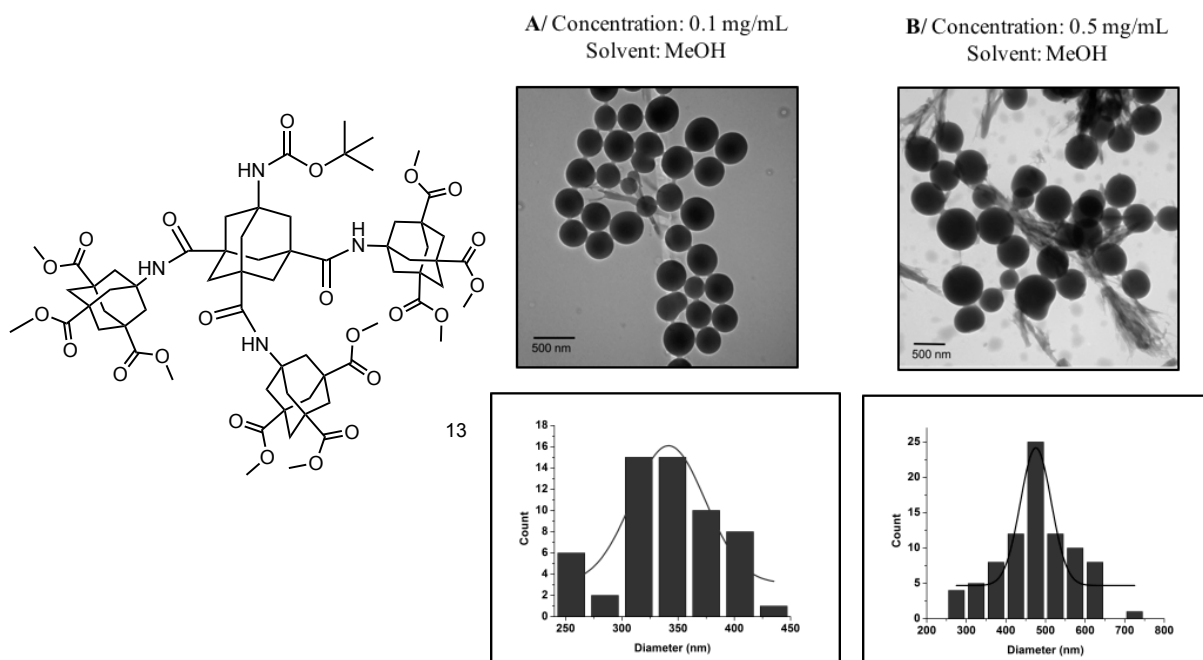 A/ Concentration: 0.1 mg/mL
Solvent: MeOH
B/ Concentration: 0.5 mg/mL
Solvent: MeOH
HN
O
O
O
O
O
O
HN
O
H
N
O
O
O
O
O
O
O
O
O
O
O
O
HN
O
O
O
O
O
O
O
13
500 nm
500 nm
18
16
14
12
10
8
6
4
2
0
Count
250
300
350
400
450
Diameter (nm)
25
20
15
10
5
0
Count
200
300
400
500
600
700
800
Diameter (nm)